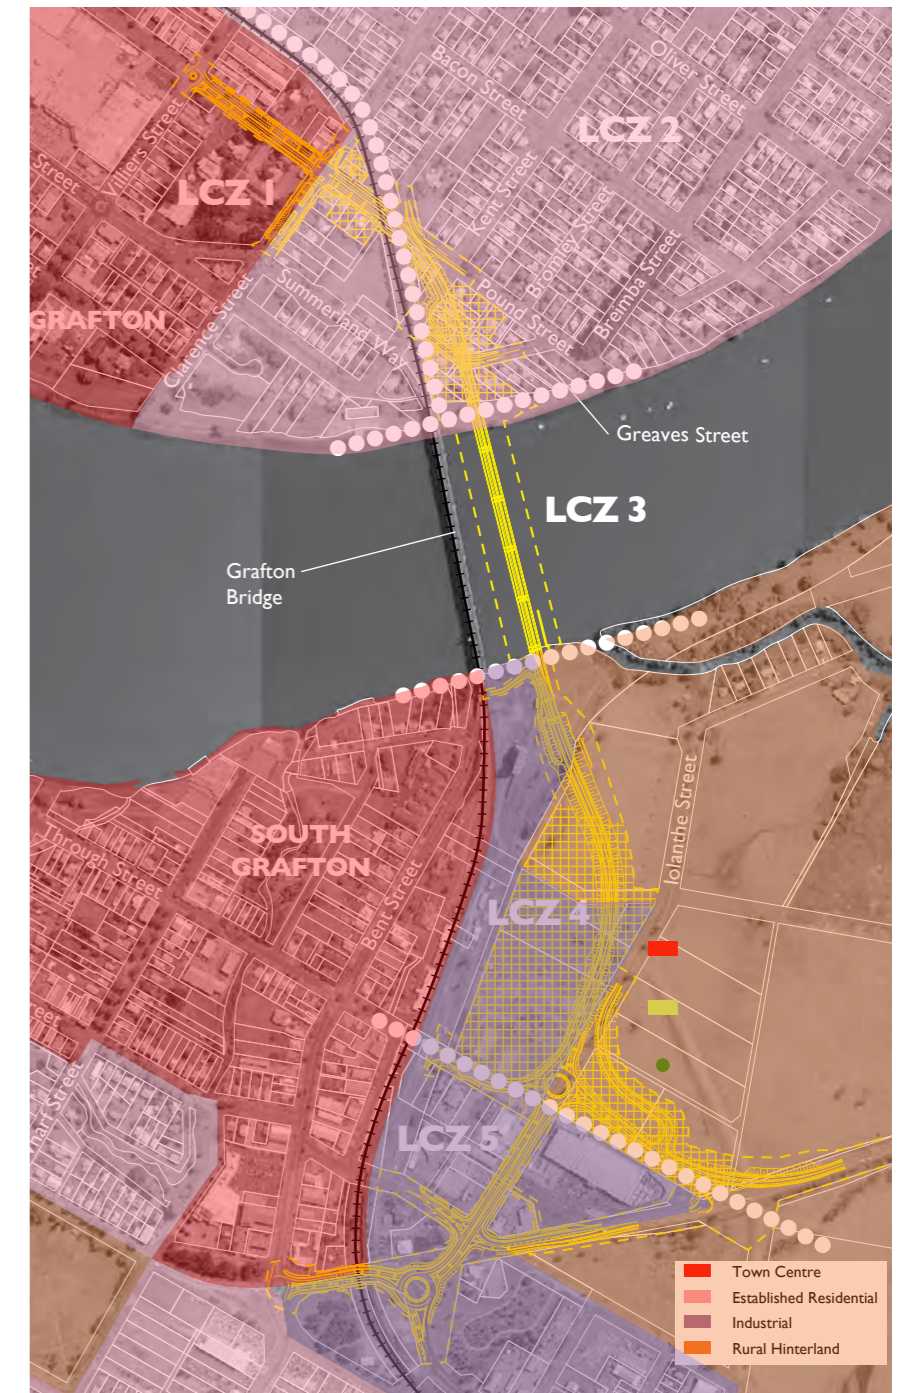 Bacon Street
Oliver Street
LCZ 2
Villiers Street
Street
LCZ 1
Kent Street
Bromley Street
Breimba Street
Pound Street
Summerland Way
Clarence Street
GRAFTON
Greaves Street
LCZ 3
Grafton
Bridge
Iolanthe Street
SOUTH
GRAFTON
Through Street
Bent Street
LCZ 4
LCZ 5
Town Centre
Established Residential
Industrial
Rural Hinterland